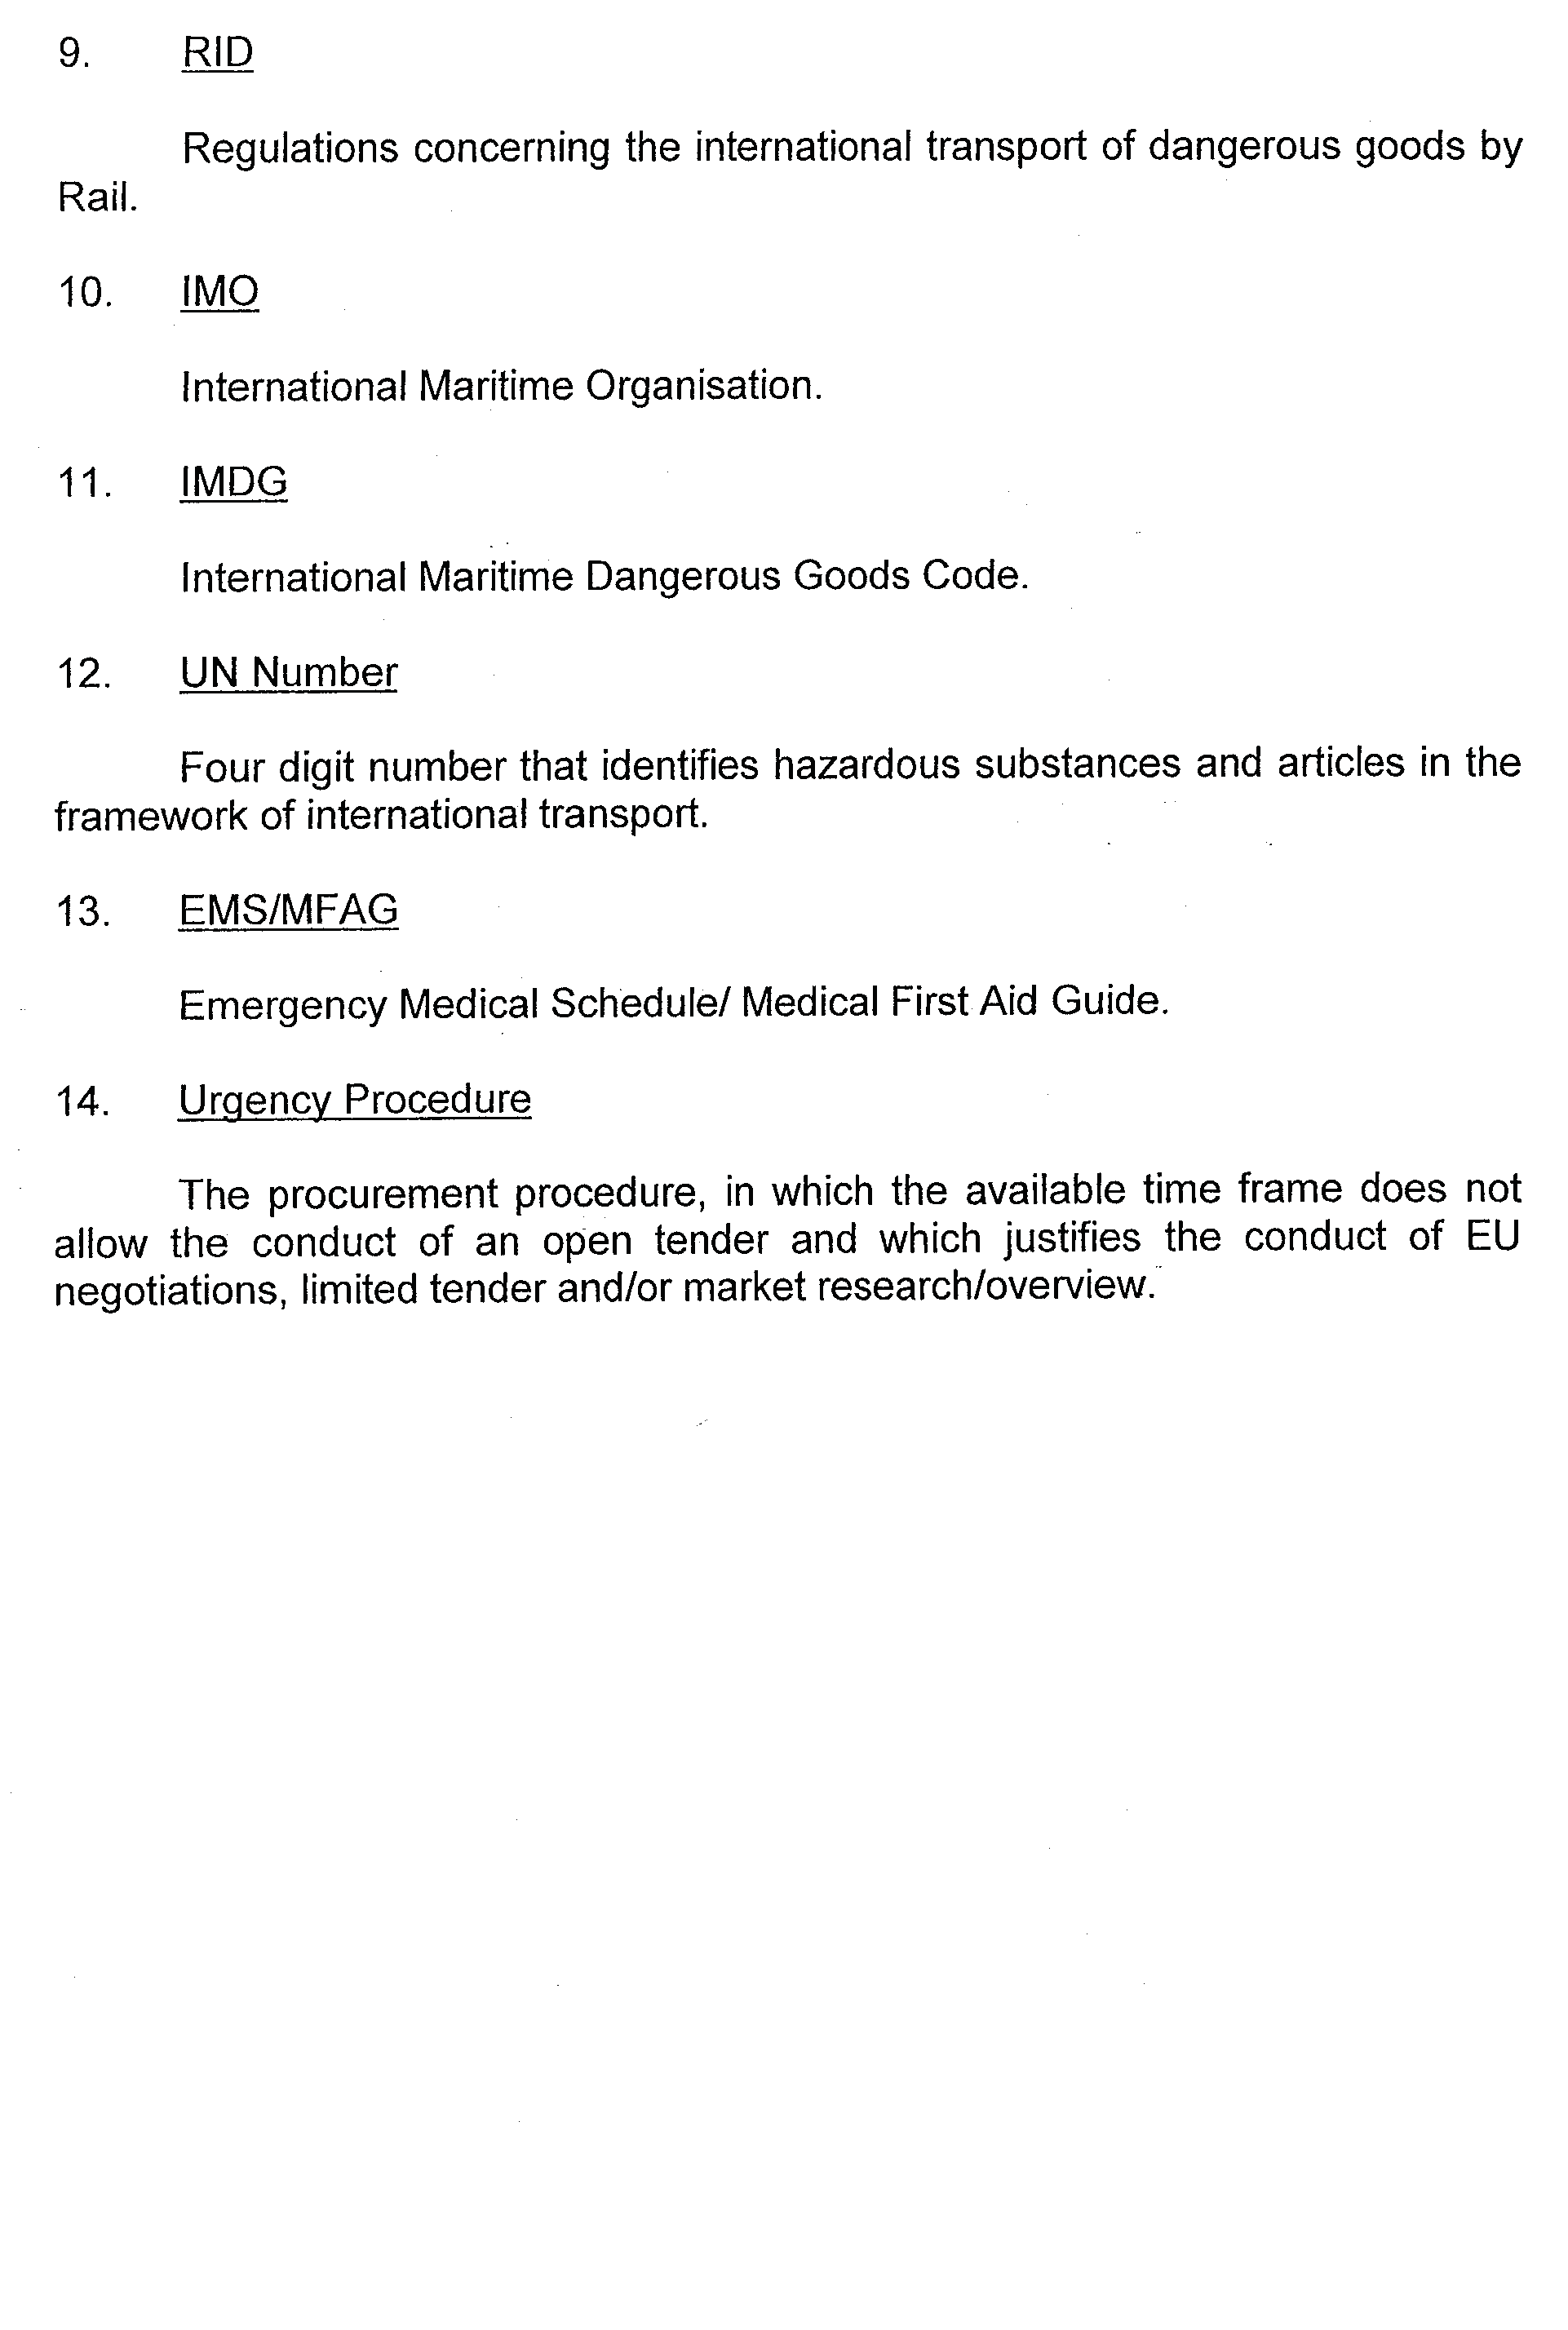 9. RID
Regulations concerning the international transport of dangerous goods by
Rail.
10. IMO
International Maritime Organisation.
11. IMDG
International Maritime Dangerous Goods Code.
12. UN Number
Four digit number that identifies hazardous substances and articles in the
framework of international transport.
13. EMS/MFAG
Emergency Medical Schedule/ Medical First Aid Guide.
14. Urgency Procedure
The procurement procedure, in which the available time frame does not
allow the conduct of an open tender and which justifies the conduct of EU
negotiations, limited tender and/or market research/overview.